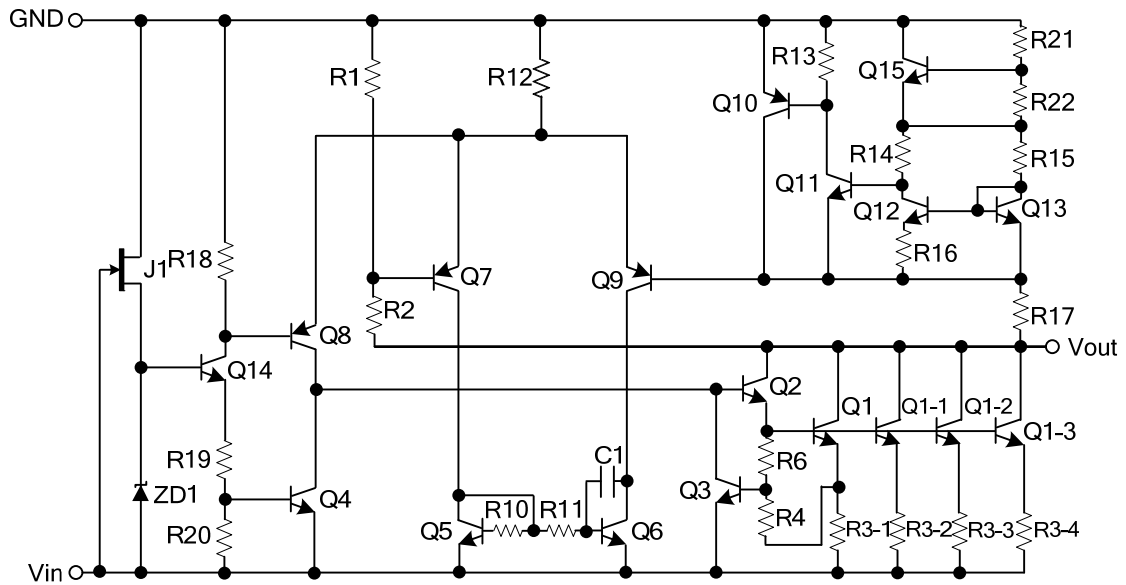 GND
R1
R12
R13
Q15
R21
Q10
R22
R14
R15
Q11
Q12
Q13
J1
R18
R16
Q7
Q9
R2
R17
Q8
Vout
Q14
Q2
Q1
Q1-1
Q1-2
Q1-3
R19
C1
R6
ZD1
Q4
Q3
R10
R11
R4
R20
Q5
Q6
R3-1
R3-2
R3-3
R3-4
Vin